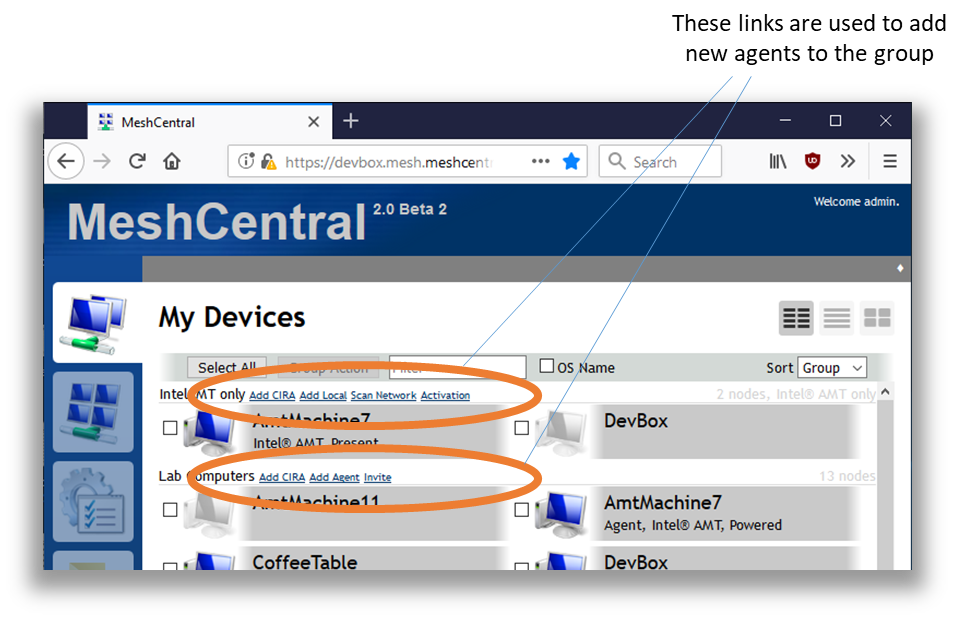 These links are used to add
new agents to the group
MeshCentral
https://devbox.mesh.meshcent
Search
MeshCentral 2.0 Beta 2
Welcome admin.
My Devices
Select All Group Action Filter OS Name Sort Group
Intel AMT only Add CIRA Add Local Scan Network Activation 2 nodes, Intel® AMT only
AmtMachine7 DevBox
Intel® AMT, Present
Lab Computers Add CIRA Add Agent Invite 13 nodes
AmtMachine11 AmtMachine7
Agent, Intel® AMT, Powered
CoffeeTable DevBox